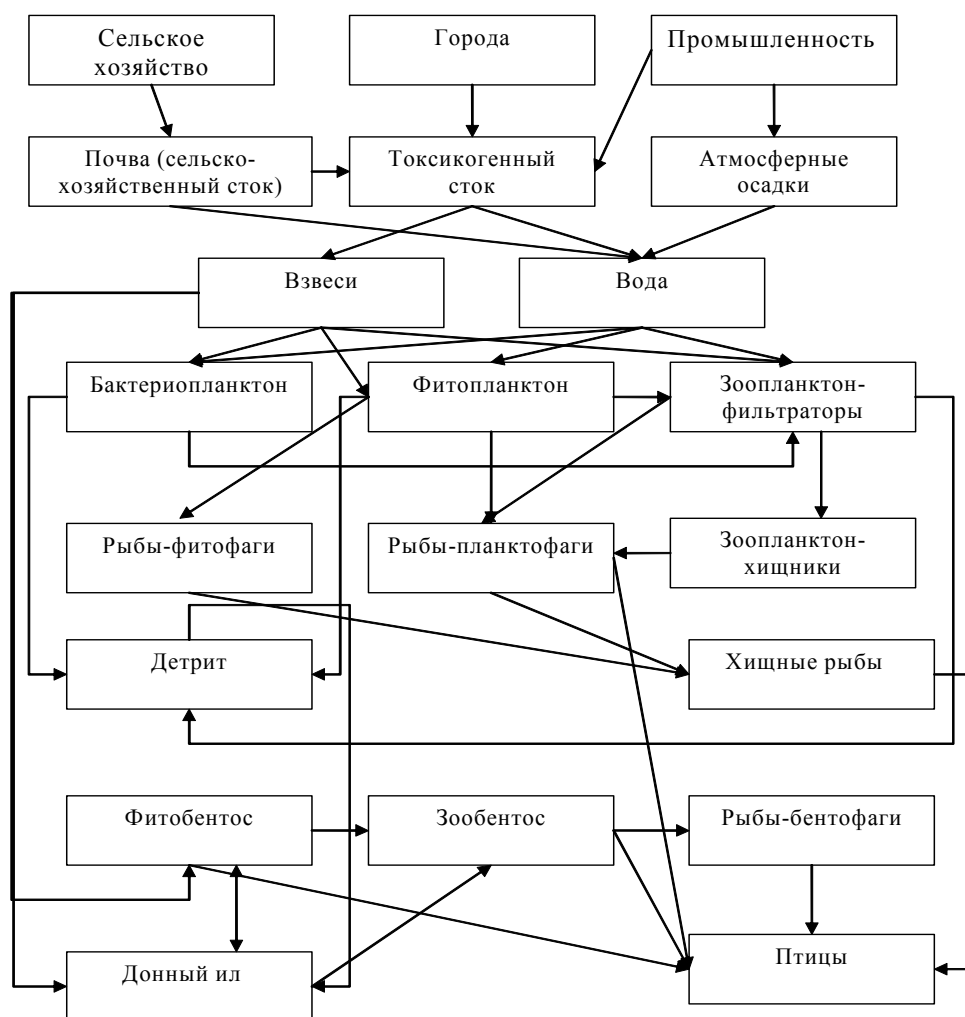 Сельское
хозяйство
Города
Промышленность
Почва (сельско-
хозяйственный сток)
Токсикогенный
сток
Атмосферные
осадки
Взвеси
Вода
Бактериопланктон
Фитопланктон
Зоопланктон-
фильтраторы
Рыбы-фитофаги
Рыбы-планктофаги
Зоопланктон-
хищники
Детрит
Хищные рыбы
Фитобентос
Зообентос
Рыбы-бентофаги
Донный ил
Птицы